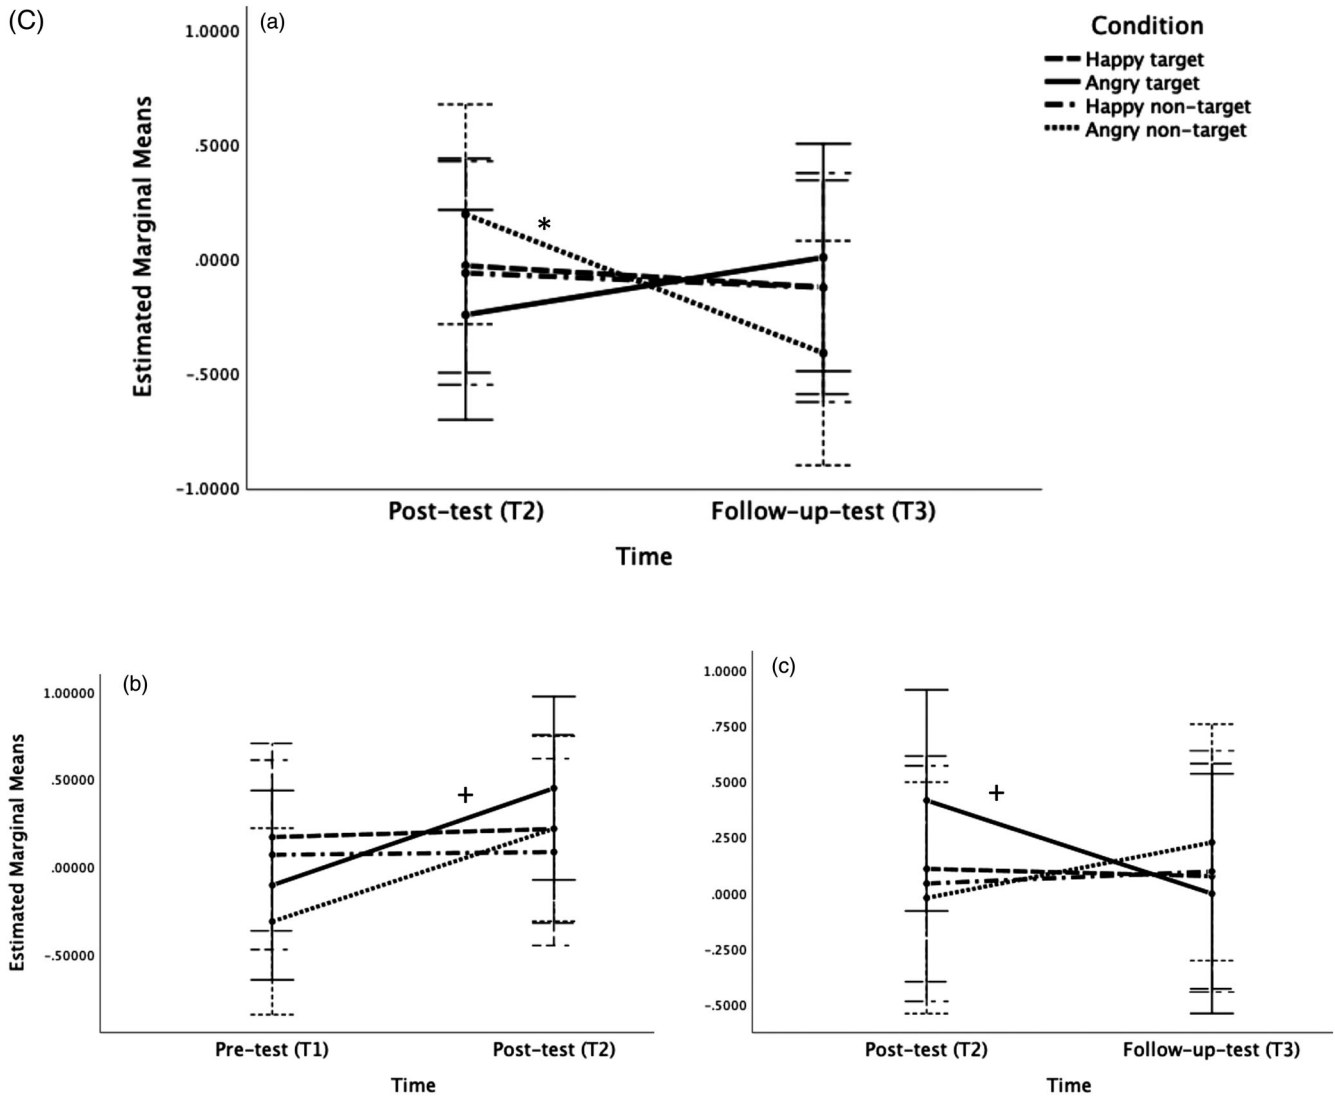 (C)
(a)
Condition
Happy target
Angry target
Happy non-target
Angry non-target
Estimated Marginal Means
1.0000
.5000
.0000
-.5000
-1.0000
*
Post-test (T2)
Follow-up-test (T3)
Time
(b)
Estimated Marginal Means
1.00000
.50000
.00000
-.50000
+
Pre-test (T1)
Post-test (T2)
Time
(c)
1.0000
.7500
.5000
.2500
.0000
-.2500
-.5000
+
Post-test (T2)
Follow-up-test (T3)
Time